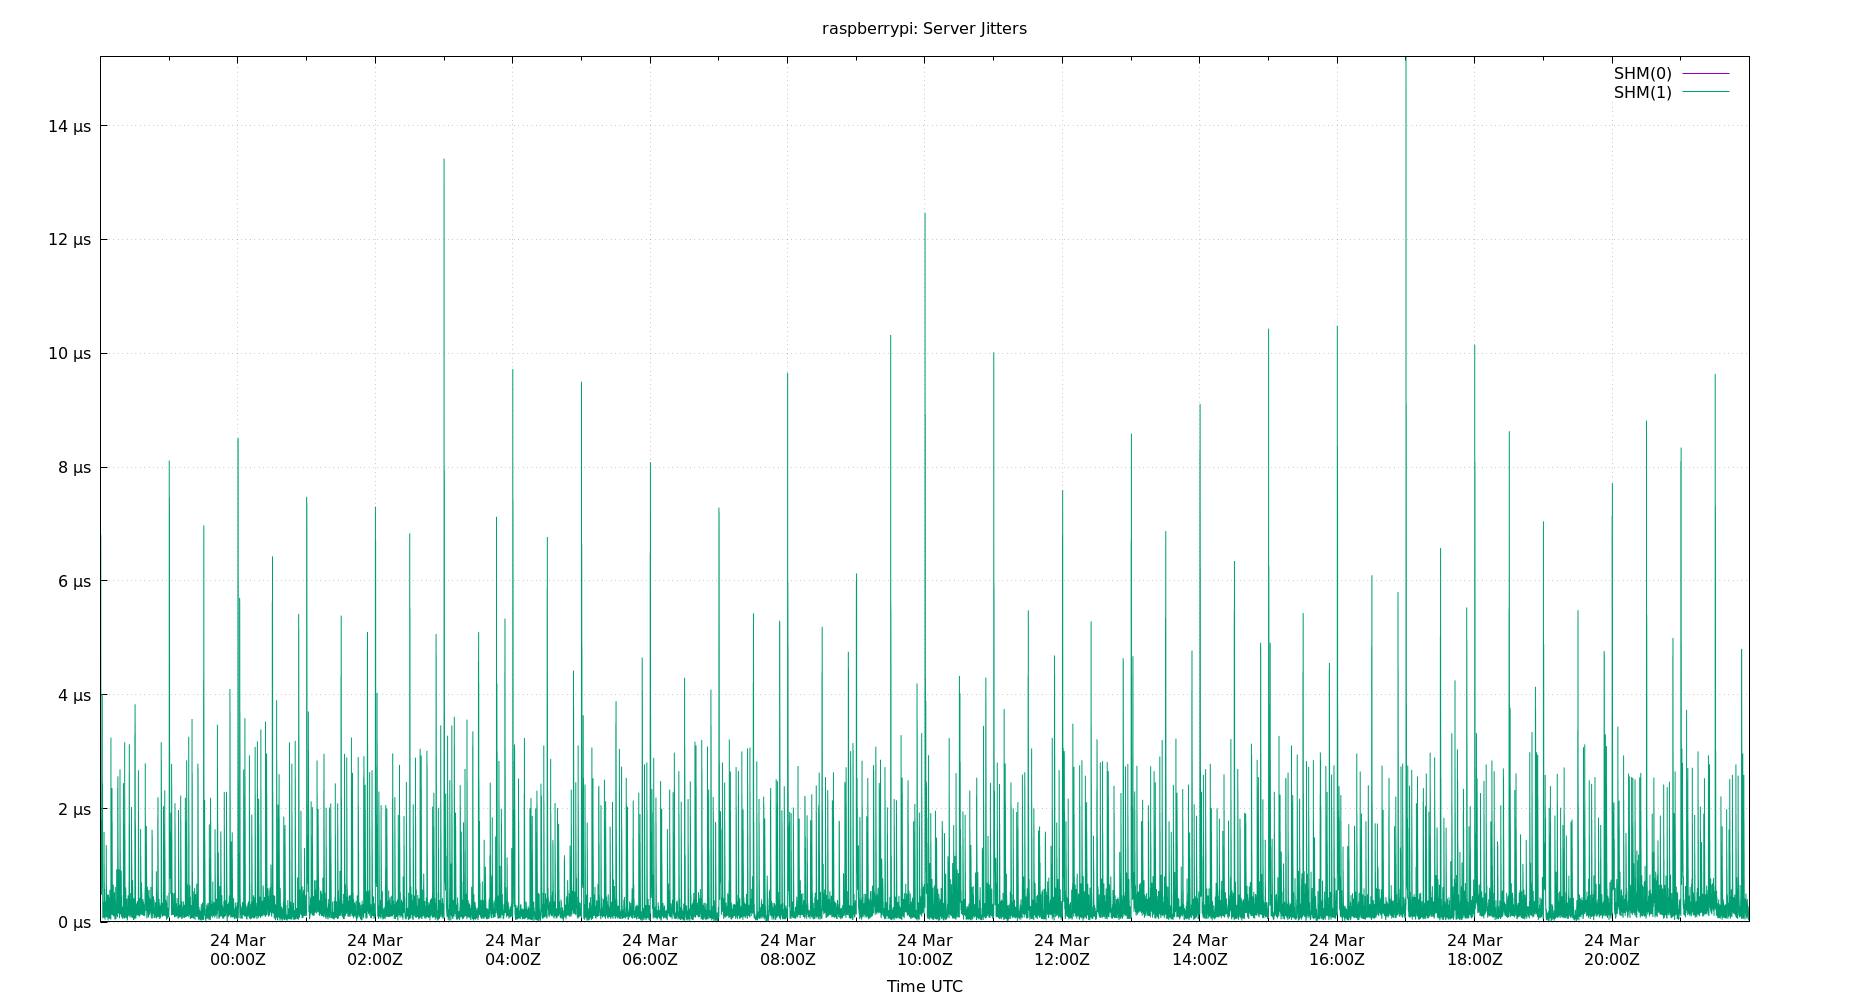 raspberrypi: Server Jitters
SHM(0)
SHM(1)
14 µs
12 µs
10 µs
8 µs
6 µs
4 µs
2 µs
0 µs
24 Mar 24 Mar 24 Mar 24 Mar 24 Mar 24 Mar 24 Mar 24 Mar 24 Mar 24 Mar 24 Mar
00:00Z 02:00Z 04:00Z 06:00Z 08:00Z 10:00Z 12:00Z 14:00Z 16:00Z 18:00Z 20:00Z
Time UTC